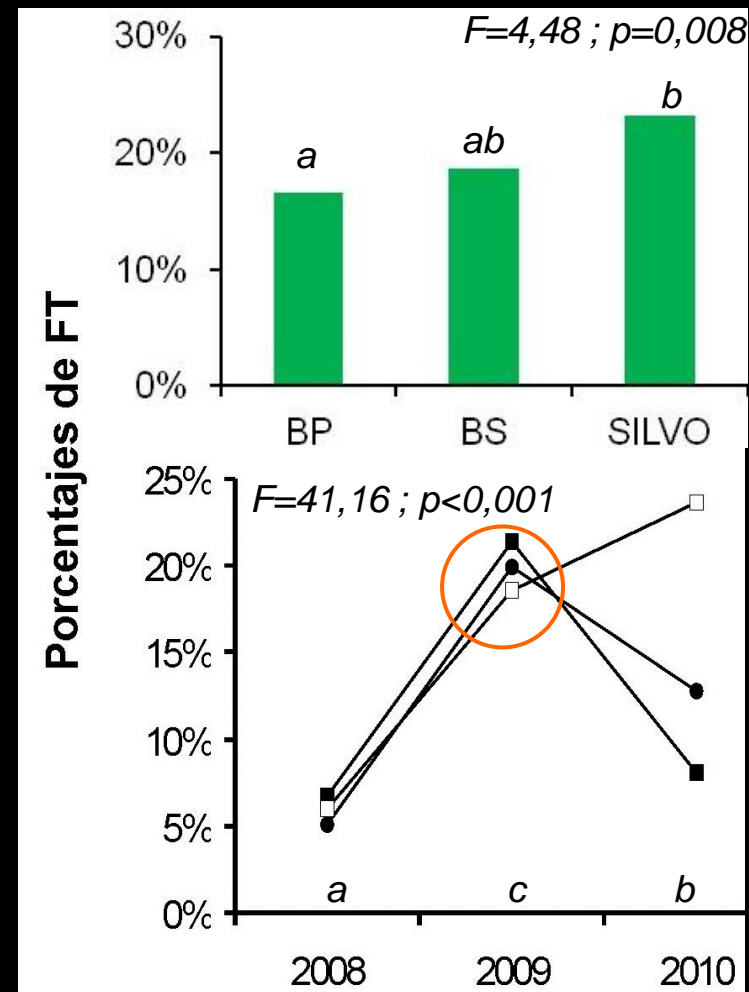 Porcentajes de FT
30%
F=4,48 ; p=0,008
20%
10%
0%
a
ab
b
BP
BS
SILVO
25%
F=41,16 ; p<0,001
20%
15%
10%
5%
0%
a
c
b
2008
2009
2010